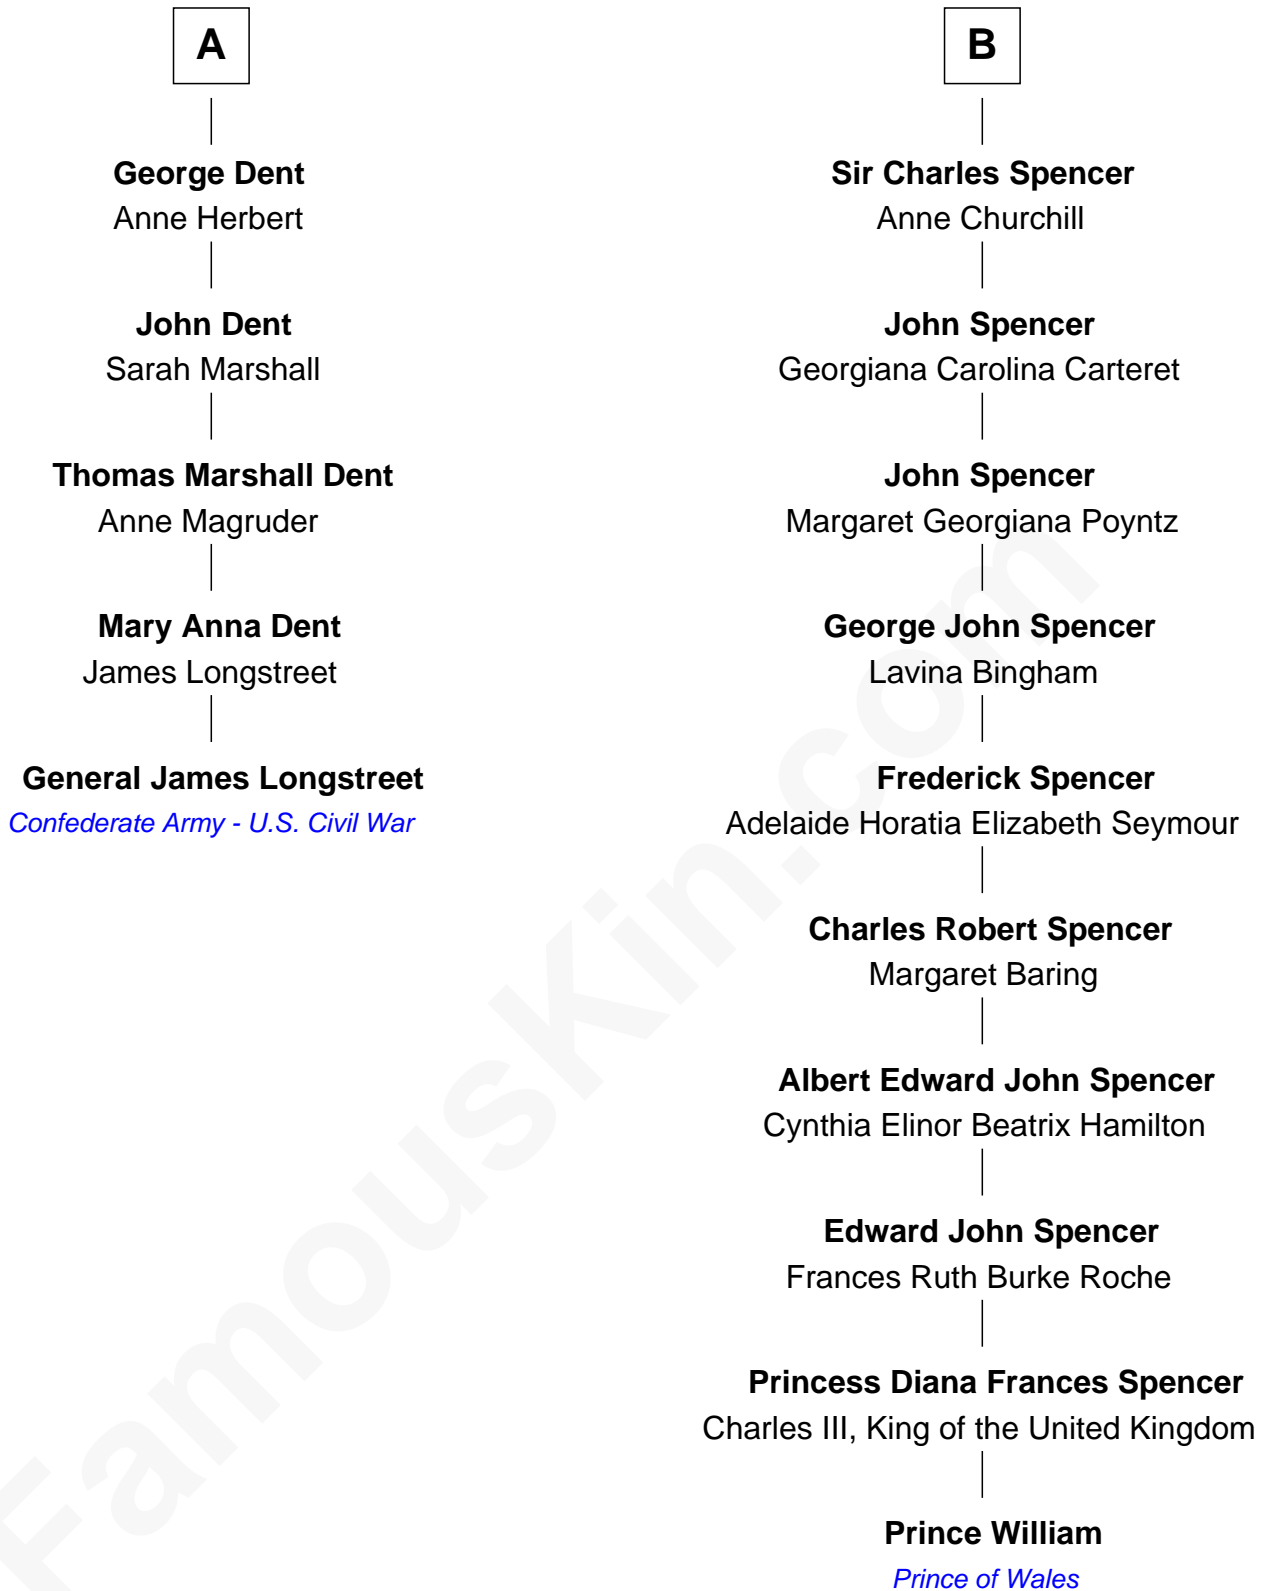 A
George Dent
Anne Herbert
John Dent
Sarah Marshall
Thomas Marshall Dent
Anne Magruder
Mary Anna Dent
James Longstreet
General James Longstreet
Confederate Army - U.S. Civil War
B
Sir Charles Spencer
Anne Churchill
John Spencer
Georgiana Carolina Carteret
John Spencer
Margaret Georgiana Poyntz
George John Spencer
Lavina Bingham
Frederick Spencer
Adelaide Horatia Elizabeth Seymour
Charles Robert Spencer
Margaret Baring
Albert Edward John Spencer
Cynthia Elinor Beatrix Hamilton
Edward John Spencer
Frances Ruth Burke Roche
Princess Diana Frances Spencer
Charles III, King of the United Kingdom
Prince William
Prince of Wales
FamousKin.com